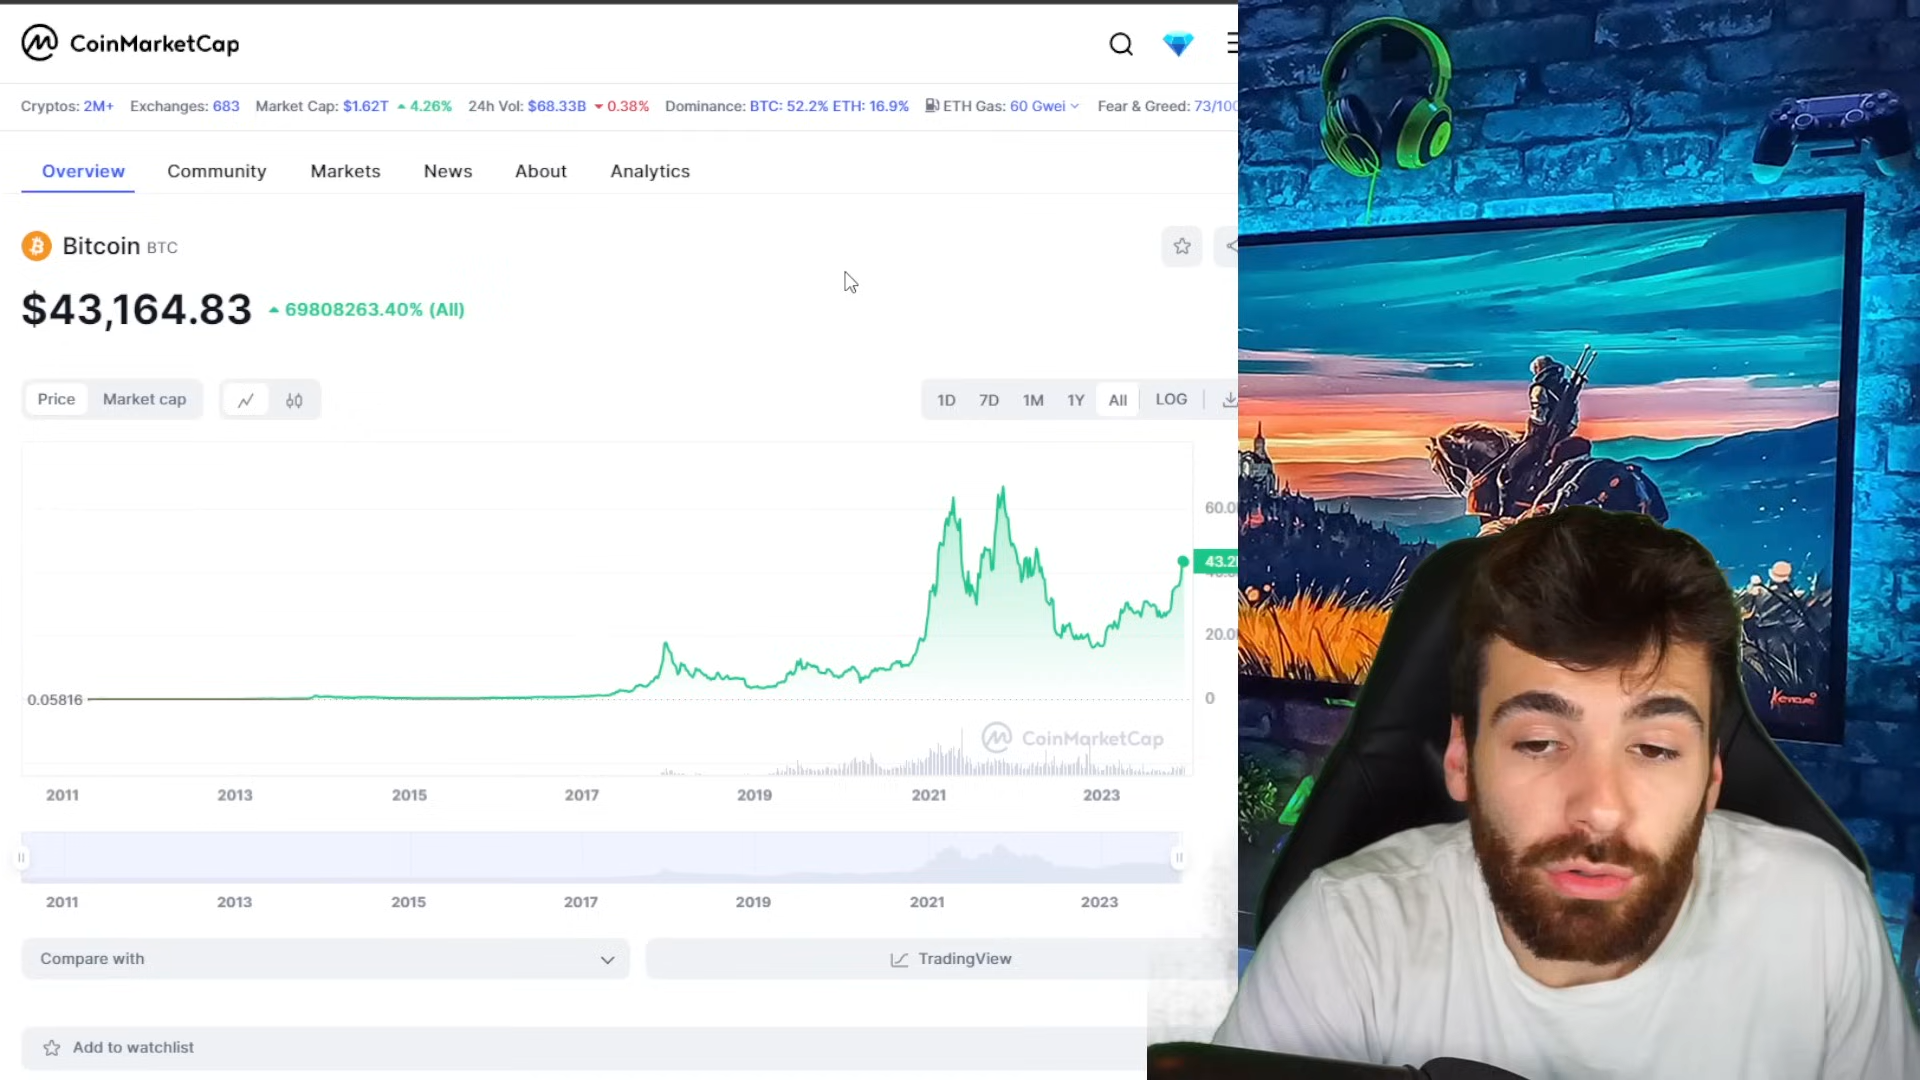 CoinMarketCap
Cryptos: 2M+ Exchanges: 683 Market Cap: $1.62T 4.26% 24h Vol: $68.33B 0.38% Dominance: BTC: 52.2% ETH: 16.9% ETH Gas: 60 Gwei Fear & Greed: 73/100
Overview Community Markets News About Analytics
Bitcoin BTC
$43,164.83 69808263.40% (All)
Price Market cap 1D 7D 1M 1Y All LOG
60.0
43.2
20.0
0.05816 0
CoinMarketCap
2011 2013 2015 2017 2019 2021 2023
2011 2013 2015 2017 2019 2021 2023
Compare with TradingView
Add to watchlist